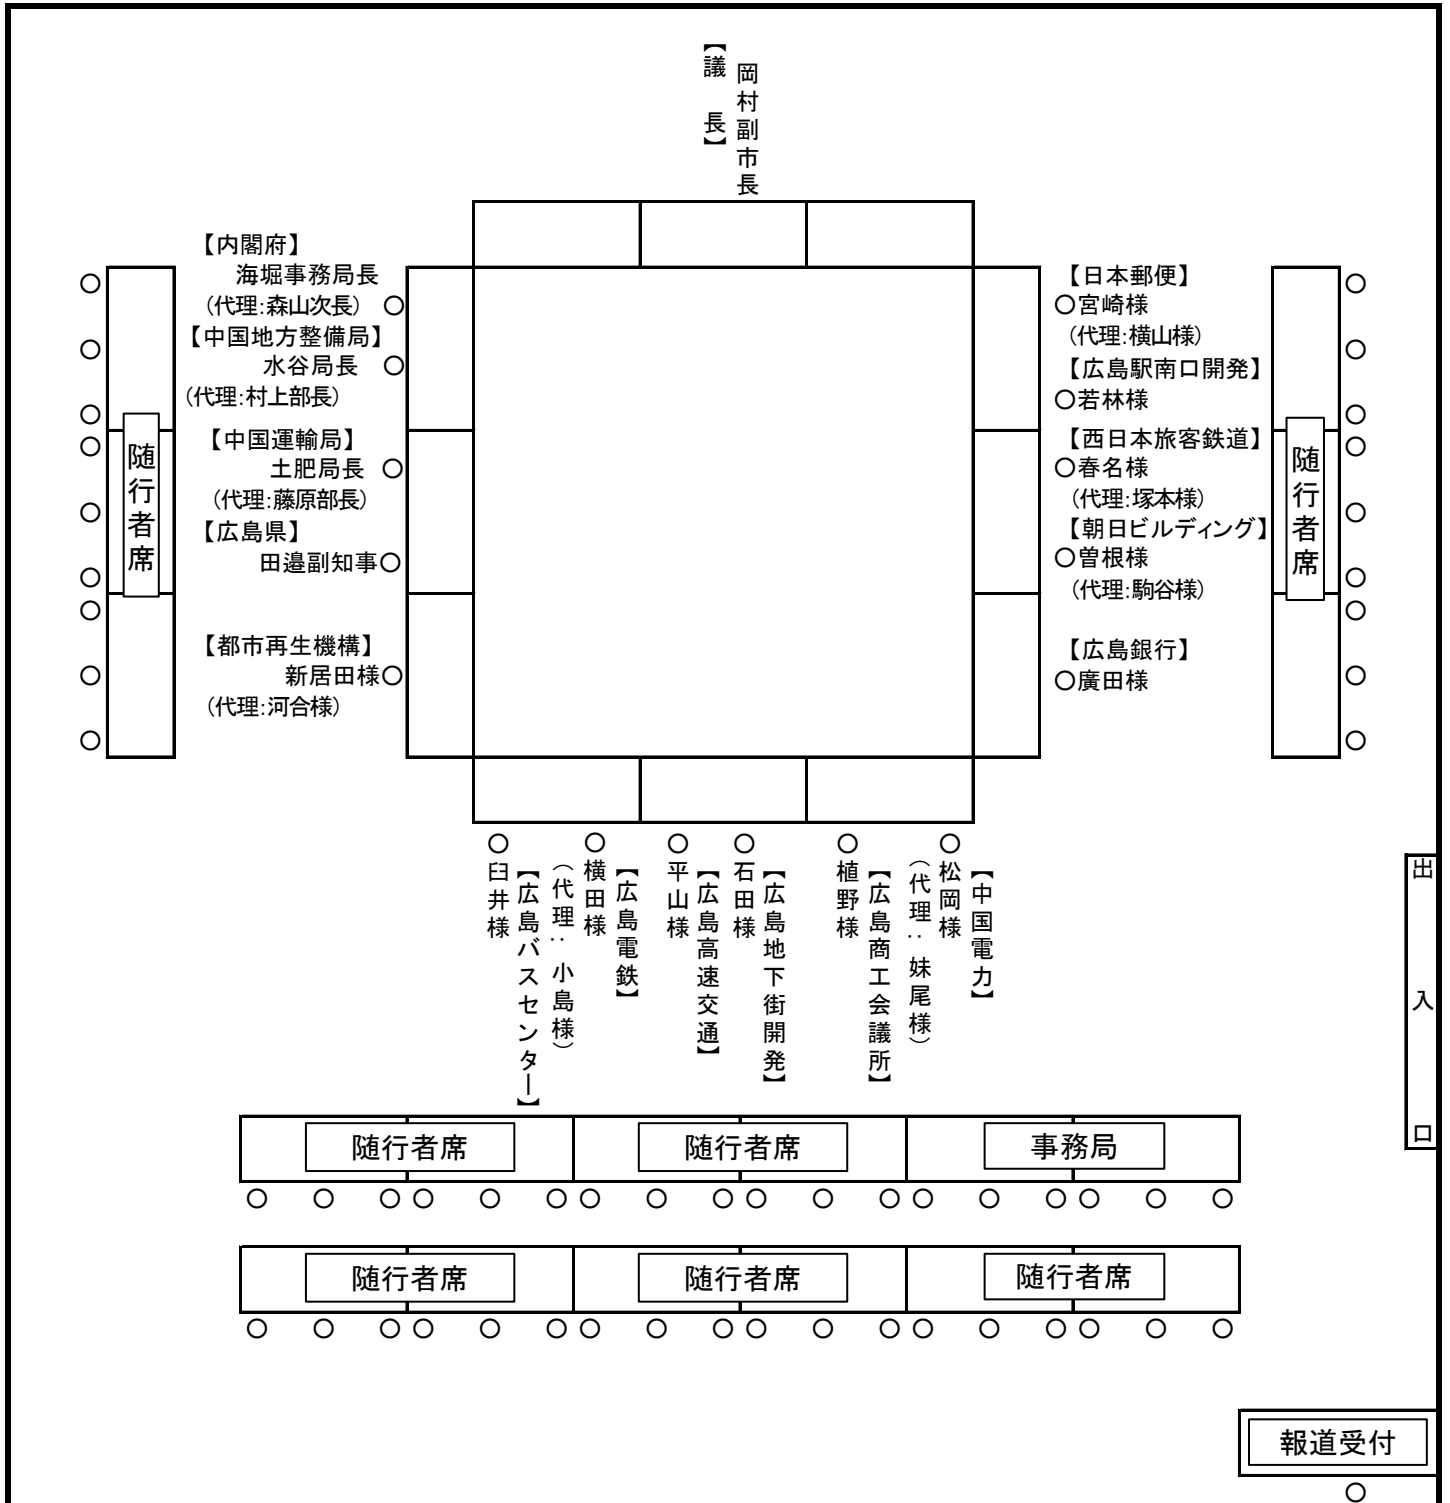 【議　長】
岡村副市長
【内閣府】
海堀事務局長
（代理：森山次長） ○
【中国地方整備局】
水谷局長 ○
（代理：村上部長）
【中国運輸局】
土肥局長 ○
（代理：藤原部長）
【広島県】
田邉副知事○
【都市再生機構】
新居田様○
（代理：河合様）
随行者席
【日本郵便】
○宮崎様
（代理：横山様）
【広島駅南口開発】
○若林様
【西日本旅客鉄道】
○春名様
（代理：塚本様）
【朝日ビルディング】
○曽根様
（代理：駒谷様）
【広島銀行】
○廣田様
随行者席
【中国電力】
○松岡様
（代理：妹尾様）
【広島商工会議所】
○植野様
【広島地下街開発】
○石田様
【広島高速交通】
○平山様
【広島電鉄】
○横田様
（代理：小島様）
【広島バスセンター】
○臼井様
出　入　口
随行者席
随行者席
事務局
随行者席
随行者席
随行者席
報道受付